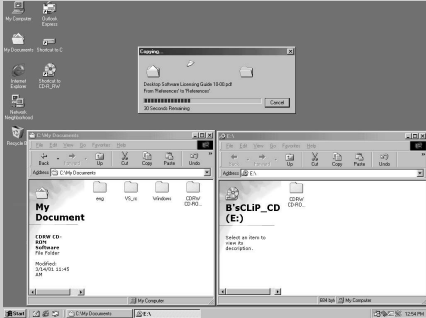 My Computer
Outlook
Express
My Documents
Shortcut to C
Internet
Explorer
Shortcut to
CD-R_RW
Network
Neighborhood
Recycle B
Copying...
Desktop Software Licensing Guide 10-00.pdf
From 'References' to 'References'
Cancel
30 Seconds Remaining
C:\My Documents
File Edit View Go Favorites Help
Back Forward Up Cut Copy Paste Undo
Address C:\My Documents
My
Document
CDRW CD-
ROM
Software
File Folder
Modified:
3/14/01 11:45
AM
eng
VS_cc
Windows
CDRW
CD-RO...
My Computer
E:\
File Edit View Go Favorites Help
Back Forward Up Cut Copy Paste Undo
Address E:\
B'sCLiP_CD
(E:)
Select an item to
view its
description.
CDRW
CD-RO...
My Computer
Start
C:\My Documents
E:\
12:54 PM